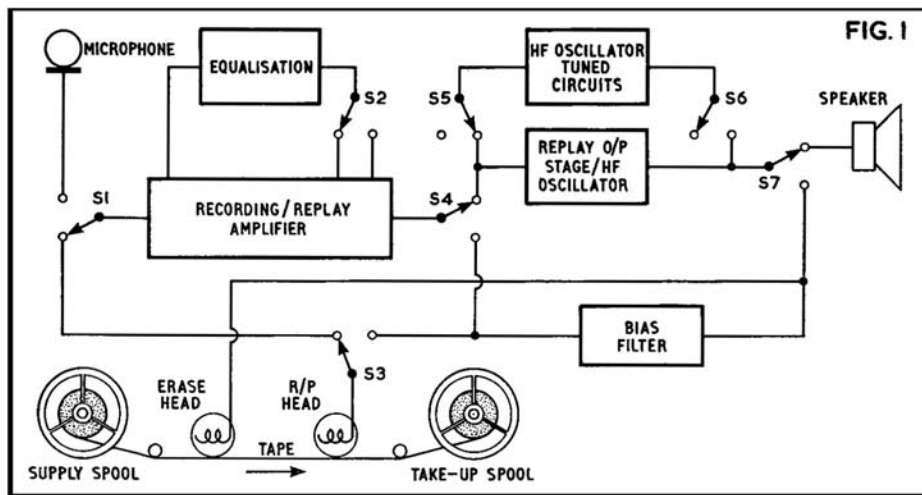 FIG. 1
MICROPHONE
EQUALISATION
S2
S5
HF OSCILLATOR
TUNED
CIRCUITS
S6
SPEAKER
S1
RECORDING/REPLAY
AMPLIFIER
S4
REPLAY O/P
STAGE/HF
OSCILLATOR
S7
BIAS
FILTER
S3
ERASE
HEAD
R/P
HEAD
TAPE
SUPPLY SPOOL
TAKE-UP SPOOL